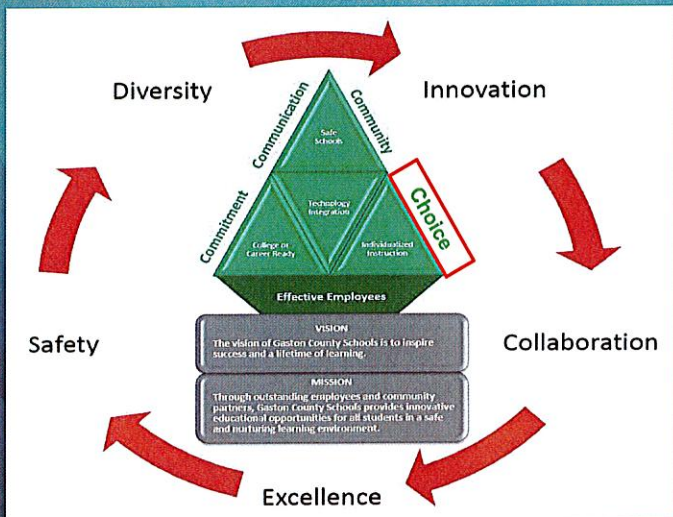 Diversity
Innovation
Communication
Community
Safe
Schools
Commitment
Technology
Integration
Choice
College or
Career Ready
Individualized
Instruction
Effective Employees
Safety
Collaboration
VISION
The vision of Gaston County Schools is to inspire
success and a lifetime of learning.
MISSION
Through outstanding employees and community
partners, Gaston County Schools provides innovative
educational opportunities for all students in a safe
and nurturing learning environment.
Excellence